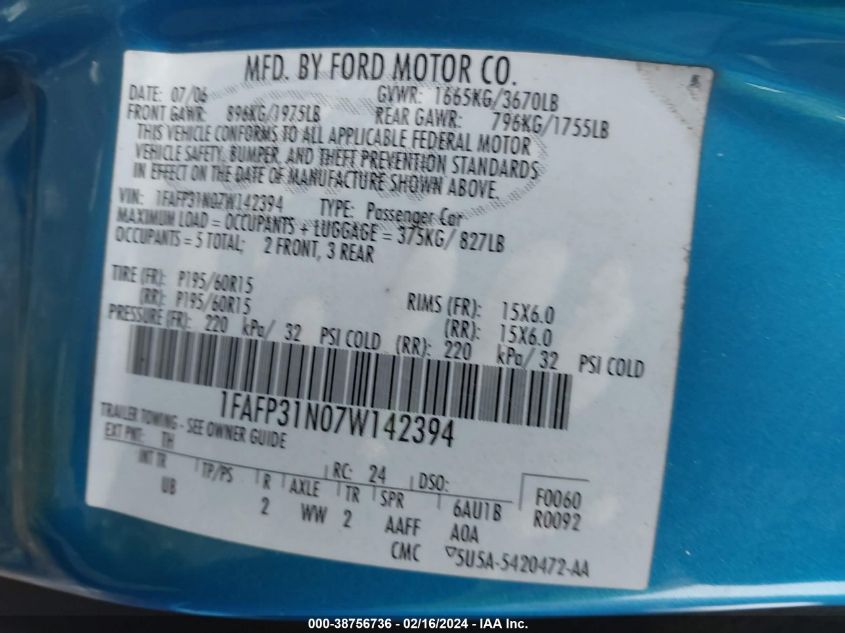 MFD. BY FORD MOTOR CO.
DATE: 07/06 GVWR: 1665KG/3670LB
FRONT GAWR: 896KG/1975LB REAR GAWR: 796KG/1755LB
THIS VEHICLE CONFORMS TO ALL APPLICABLE FEDERAL MOTOR
VEHICLE SAFETY, BUMPER, AND THEFT PREVENTION STANDARDS
IN EFFECT ON THE DATE OF MANUFACTURE SHOWN ABOVE.
VIN: 1FAFP31N07W142394 TYPE: Passenger Car
MAXIMUM LOAD = OCCUPANTS + LUGGAGE = 375KG/ 827LB
OCCUPANTS = 5 TOTAL; 2 FRONT, 3 REAR
TIRE (FR): P195/60R15 RIMS (FR): 15X6.0
(RR): P195/60R15 (RR): 15X6.0
PRESSURE (FR): 220 kPa/ 32 PSI COLD (RR): 220 kPa/ 32 PSI COLD
1FAFP31N07W142394
TRAILER TOWING - SEE OWNER GUIDE
EXT PNT: TH RC: 24 DSO: F0060
INT TR TP/PS R AXLE TR SPR 6AU1B R0092
UB 2 WW 2 AAFF AOA
CMC ▽5U5A-5420472-AA
000-38756736 - 02/16/2024 - IAA Inc.